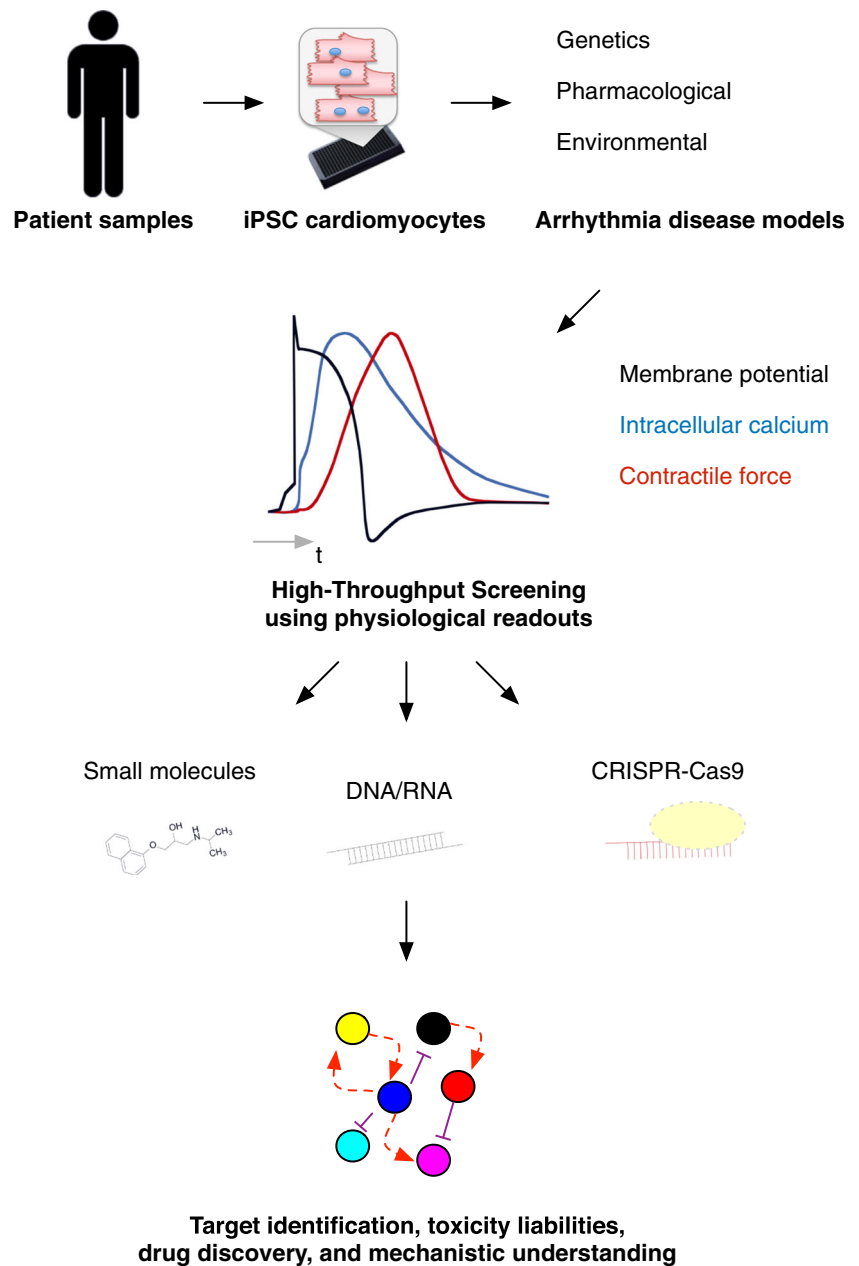 Genetics
Pharmacological
Environmental
Patient samples
iPSC cardiomyocytes
Arrhythmia disease models
Membrane potential
Intracellular calcium
Contractile force
t
High-Throughput Screening
using physiological readouts
Small molecules
DNA/RNA
CRISPR-Cas9
OH
H
N
O
CH₃
CH₃
Target identification, toxicity liabilities,
drug discovery, and mechanistic understanding